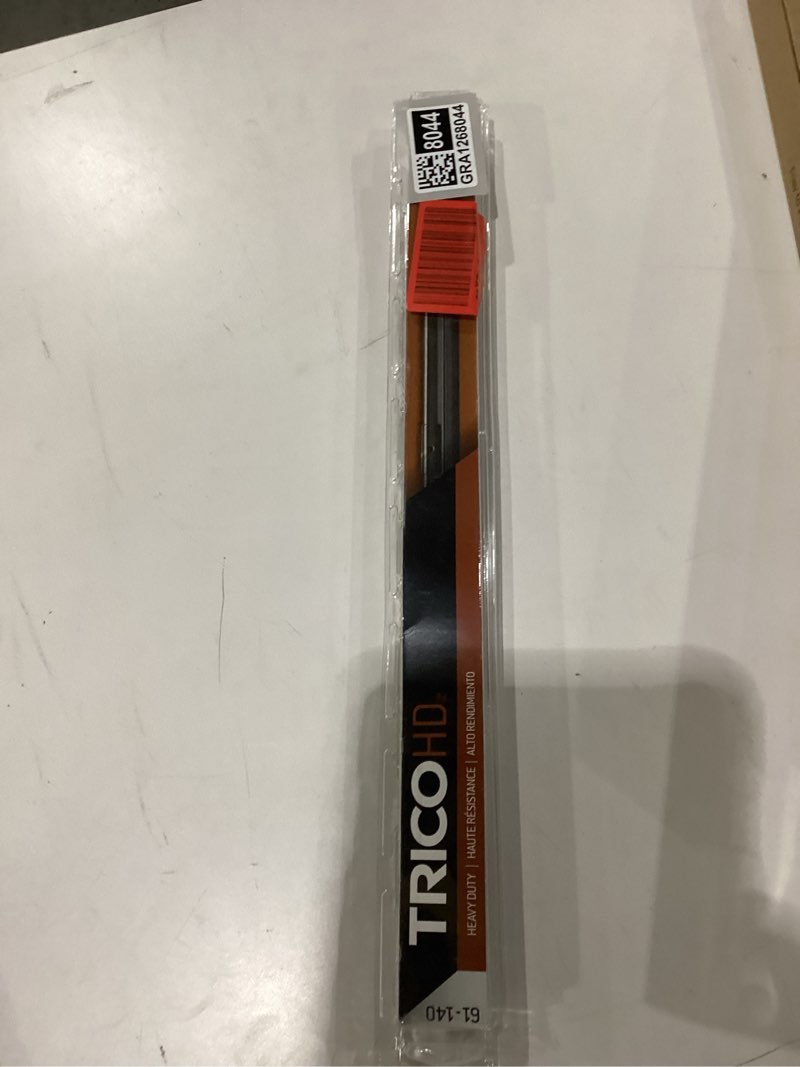 8044
GRA1268044
TRICO HD
HEAVY DUTY | HAUTE RÉSISTANCE | ALTO RENDIMIENTO
61-140